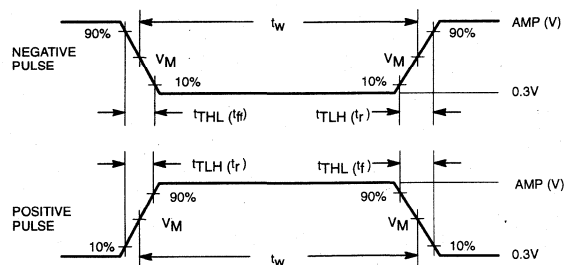 tw
AMP (V)
90%
90%
NEGATIVE
PULSE
VM
VM
10%
10%
0.3V
tTHL (tff)
tTLH (tr)
tTLH (tr)
tTHL (tf)
AMP (V)
90%
90%
POSITIVE
PULSE
VM
VM
10%
10%
0.3V
tw